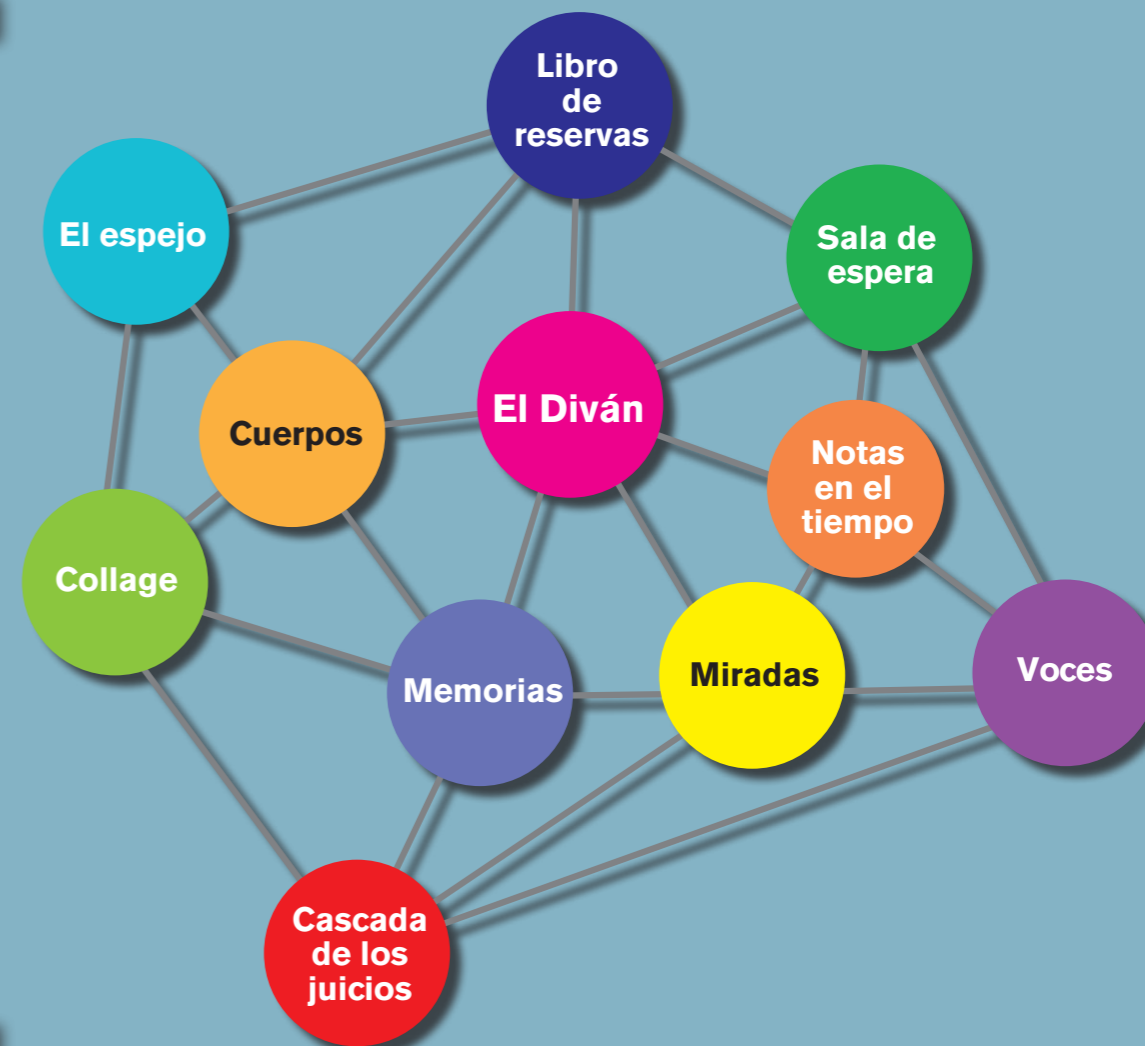 Libro
de
reservas
El espejo
Sala de
espera
Cuerpos
El Diván
Notas
en el
tiempo
Collage
Memorias
Miradas
Voces
Cascada
de los
juicios